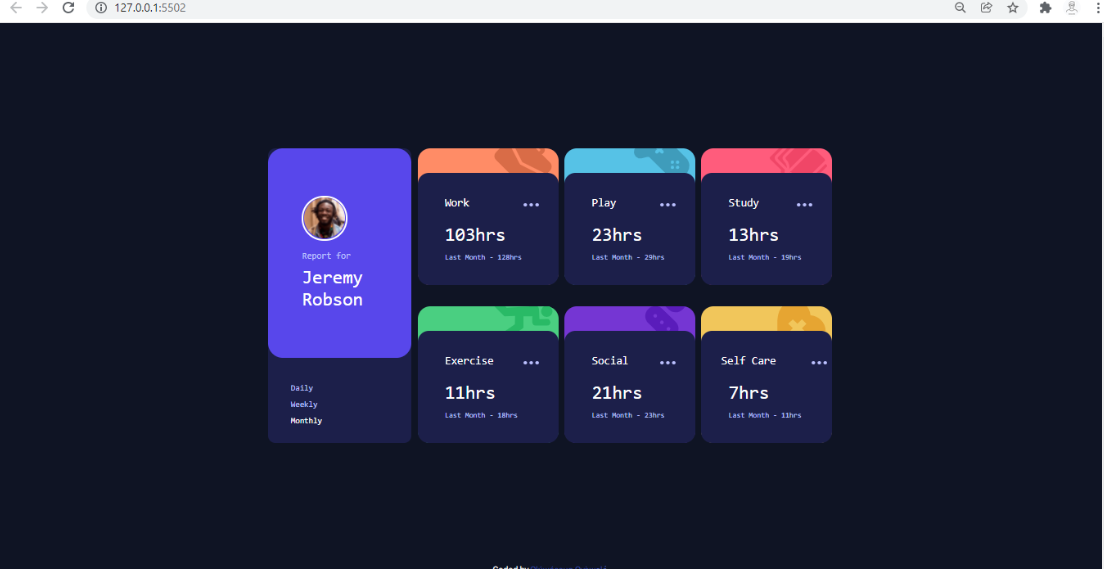 127.0.0.1:5502
Report for
Jeremy
Robson
Daily
Weekly
Monthly
Work
103hrs
Last Month - 128hrs
Play
23hrs
Last Month - 29hrs
Study
13hrs
Last Month - 19hrs
Exercise
11hrs
Last Month - 18hrs
Social
21hrs
Last Month - 23hrs
Self Care
7hrs
Last Month - 11hrs
Coded by